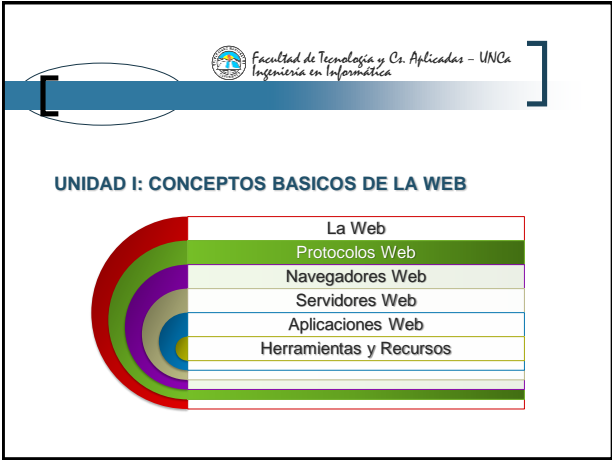 Facultad de Tecnología y Cs. Aplicadas – UNCa
Ingeniería en Informática
UNIDAD I: CONCEPTOS BASICOS DE LA WEB
La Web
Protocolos Web
Navegadores Web
Servidores Web
Aplicaciones Web
Herramientas y Recursos